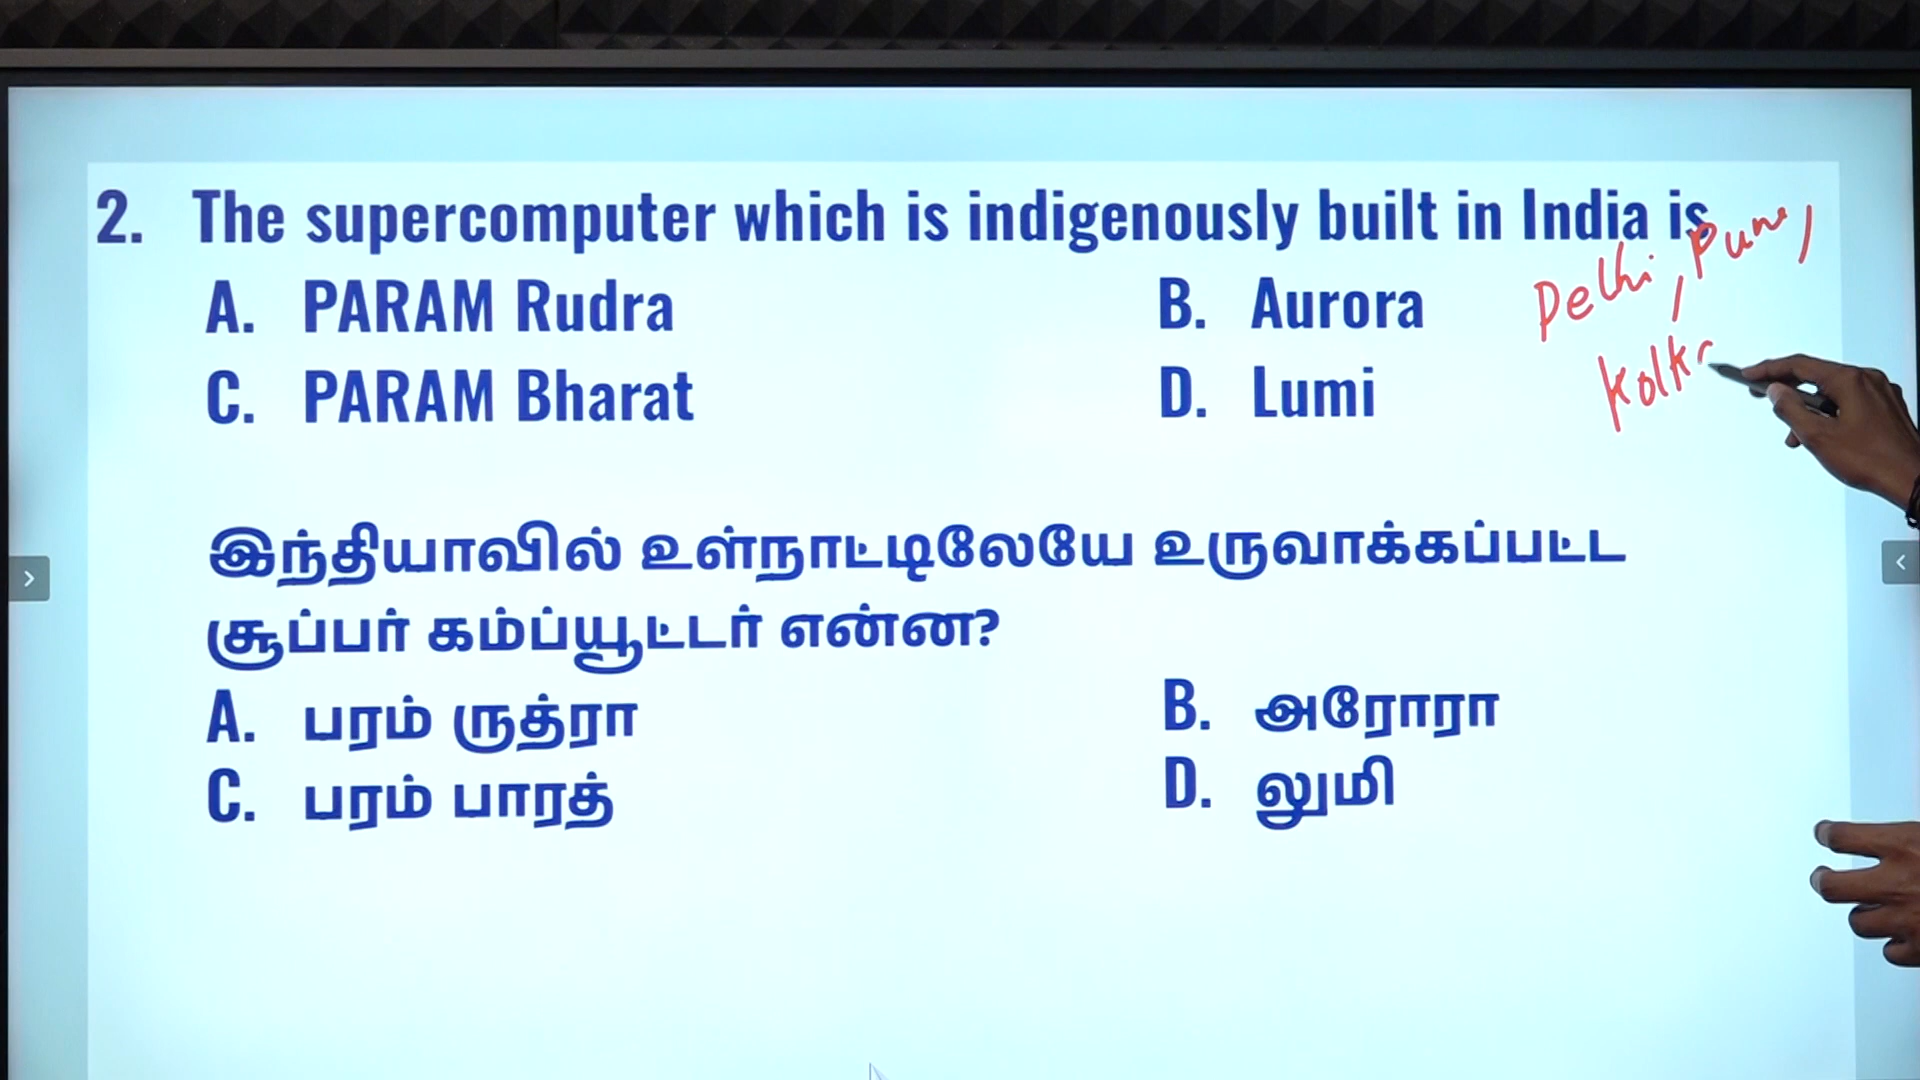 2. The supercomputer which is indigenously built in India is
Delhi, Pune,
A. PARAM Rudra B. Aurora
C. PARAM Bharat D. Lumi
Kolk
இந்தியாவில் உள்நாட்டிலேயே உருவாக்கப்பட்ட
சூப்பர் கம்ப்யூட்டர் என்ன?
A. பரம் ருத்ரா B. அரோரா
C. பரம் பாரத் D. லுமி